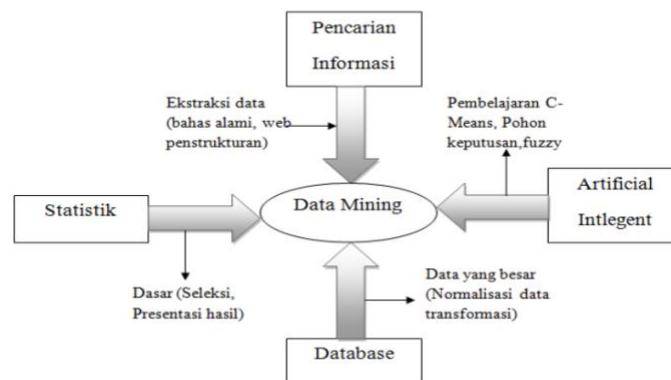 Pencarian
Informasi
Ekstraksi data
(bahas alami, web
penstrukturan)
Pembelajaran C-
Means, Pohon
keputusan,fuzzy
Statistik
Data Mining
Artificial
Intlegent
Dasar (Seleksi,
Presentasi hasil)
Data yang besar
(Normalisasi data
transformasi)
Database